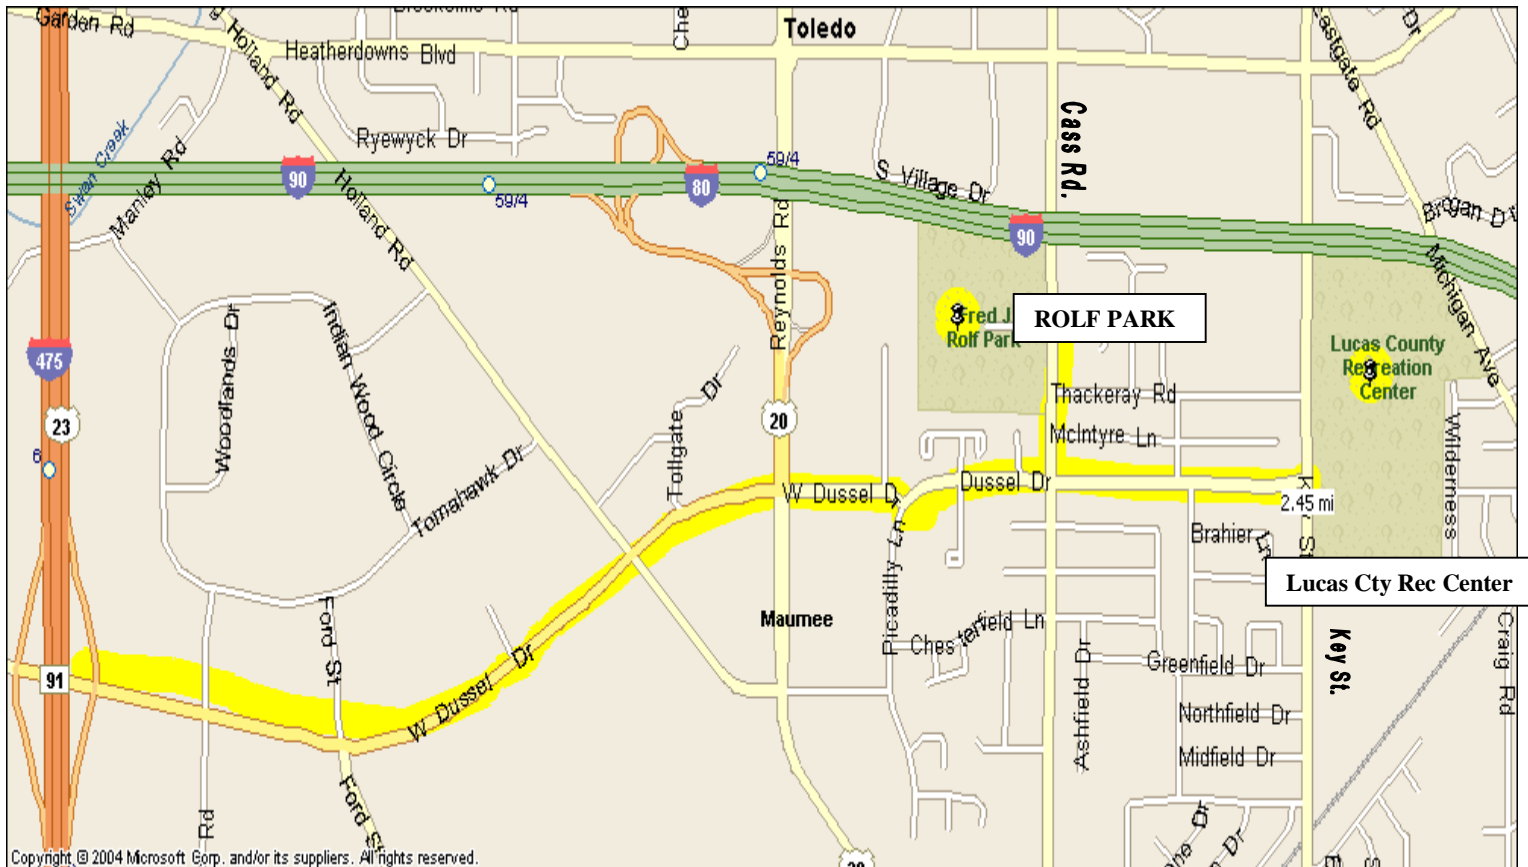 Garden Rd
Holland Rd
Heatherdowns Blvd
Toledo
Eastgate Rd
Dr
Swan Creek
Manley Rd
Ryewyck Dr
90
Holland Rd
59/4
80
59/4
S Village Dr
Cass Rd.
90
Brogan Dr
Michigan Ave
Reynolds Rd
475
23
6
Woodlands Dr
Indian Wood Circle
Tomahawk Dr
Tollgate Dr
20
Fred J.
Rolf Park
ROLF PARK
Lucas County
Recreation
Center
Thackeray Rd
McIntyre Ln
Wilderness
W Dussel Dr
Dussel Dr
2.45 mi
Brahier Ln
Lucas Cty Rec Center
Picadilly Ln
Maumee
Chesterfield Ln
Ashfield Dr
Greenfield Dr
Key St.
Craig Rd
Northfield Dr
Midfield Dr
91
Ford St
W Dussel Dr
Rd
Ford St
Dr
Dr
20
Copyright © 2004 Microsoft Corp. and/or its suppliers. All rights reserved.